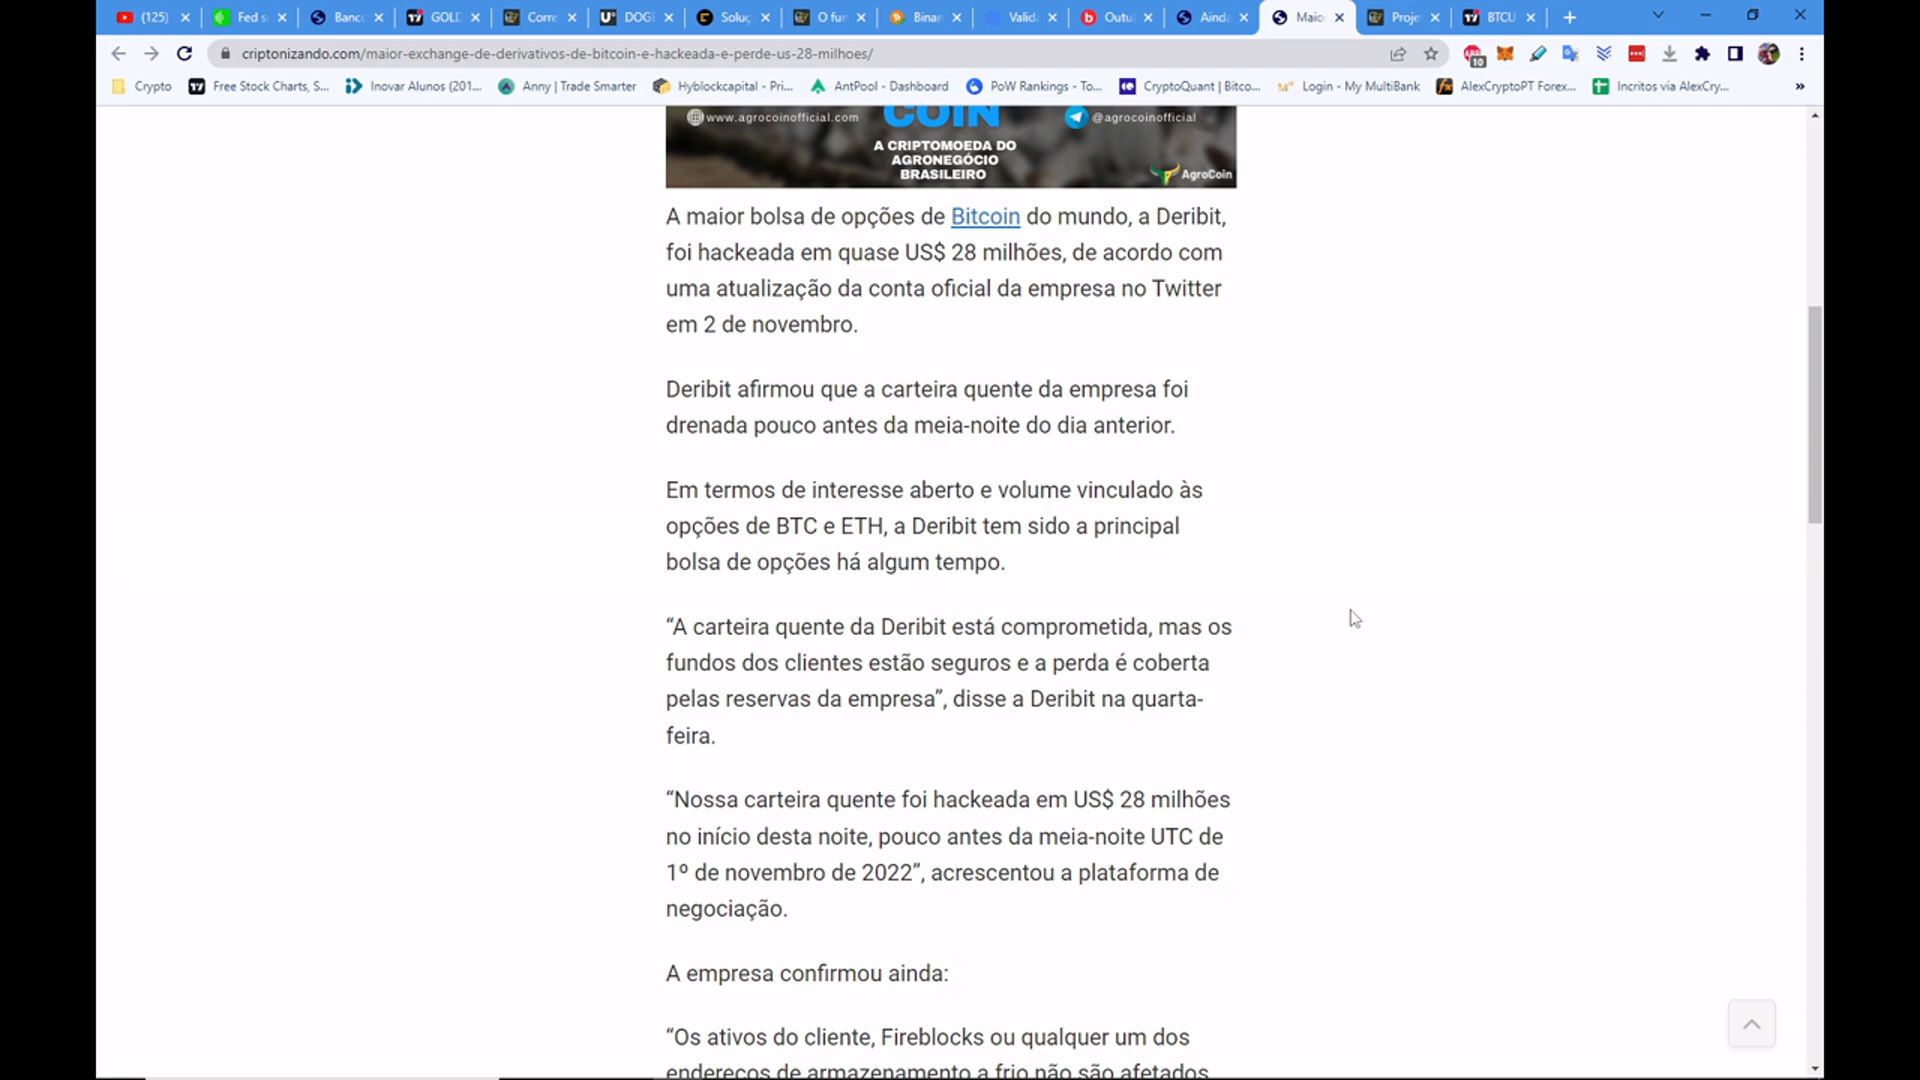 (125)
Fed s
Banc
GOLD
Corre
DOGI
Soluç
O fur
Binan
Valida
Outul
Ainda
Maio
Proje
BTCU
criptonizando.com/maior-exchange-de-derivativos-de-bitcoin-e-hackeada-e-perde-us-28-milhoes/
10
Crypto
Free Stock Charts, S...
Inovar Alunos (201...
Anny | Trade Smarter
Hyblockcapital - Pri...
AntPool - Dashboard
PoW Rankings - To...
CryptoQuant | Bitco...
Login - My MultiBank
AlexCryptoPT Forex...
Incritos via AlexCry...
»
COIN
www.agrocoinofficial.com
@agrocoinofficial
A CRIPTOMOEDA DO
AGRONEGÓCIO
BRASILEIRO
AgroCoin
A maior bolsa de opções de Bitcoin do mundo, a Deribit,
foi hackeada em quase US$ 28 milhões, de acordo com
uma atualização da conta oficial da empresa no Twitter
em 2 de novembro.
Deribit afirmou que a carteira quente da empresa foi
drenada pouco antes da meia-noite do dia anterior.
Em termos de interesse aberto e volume vinculado às
opções de BTC e ETH, a Deribit tem sido a principal
bolsa de opções há algum tempo.
“A carteira quente da Deribit está comprometida, mas os
fundos dos clientes estão seguros e a perda é coberta
pelas reservas da empresa”, disse a Deribit na quarta-
feira.
“Nossa carteira quente foi hackeada em US$ 28 milhões
no início desta noite, pouco antes da meia-noite UTC de
1º de novembro de 2022”, acrescentou a plataforma de
negociação.
A empresa confirmou ainda:
“Os ativos do cliente, Fireblocks ou qualquer um dos
endereços de armazenamento a frio não são afetados